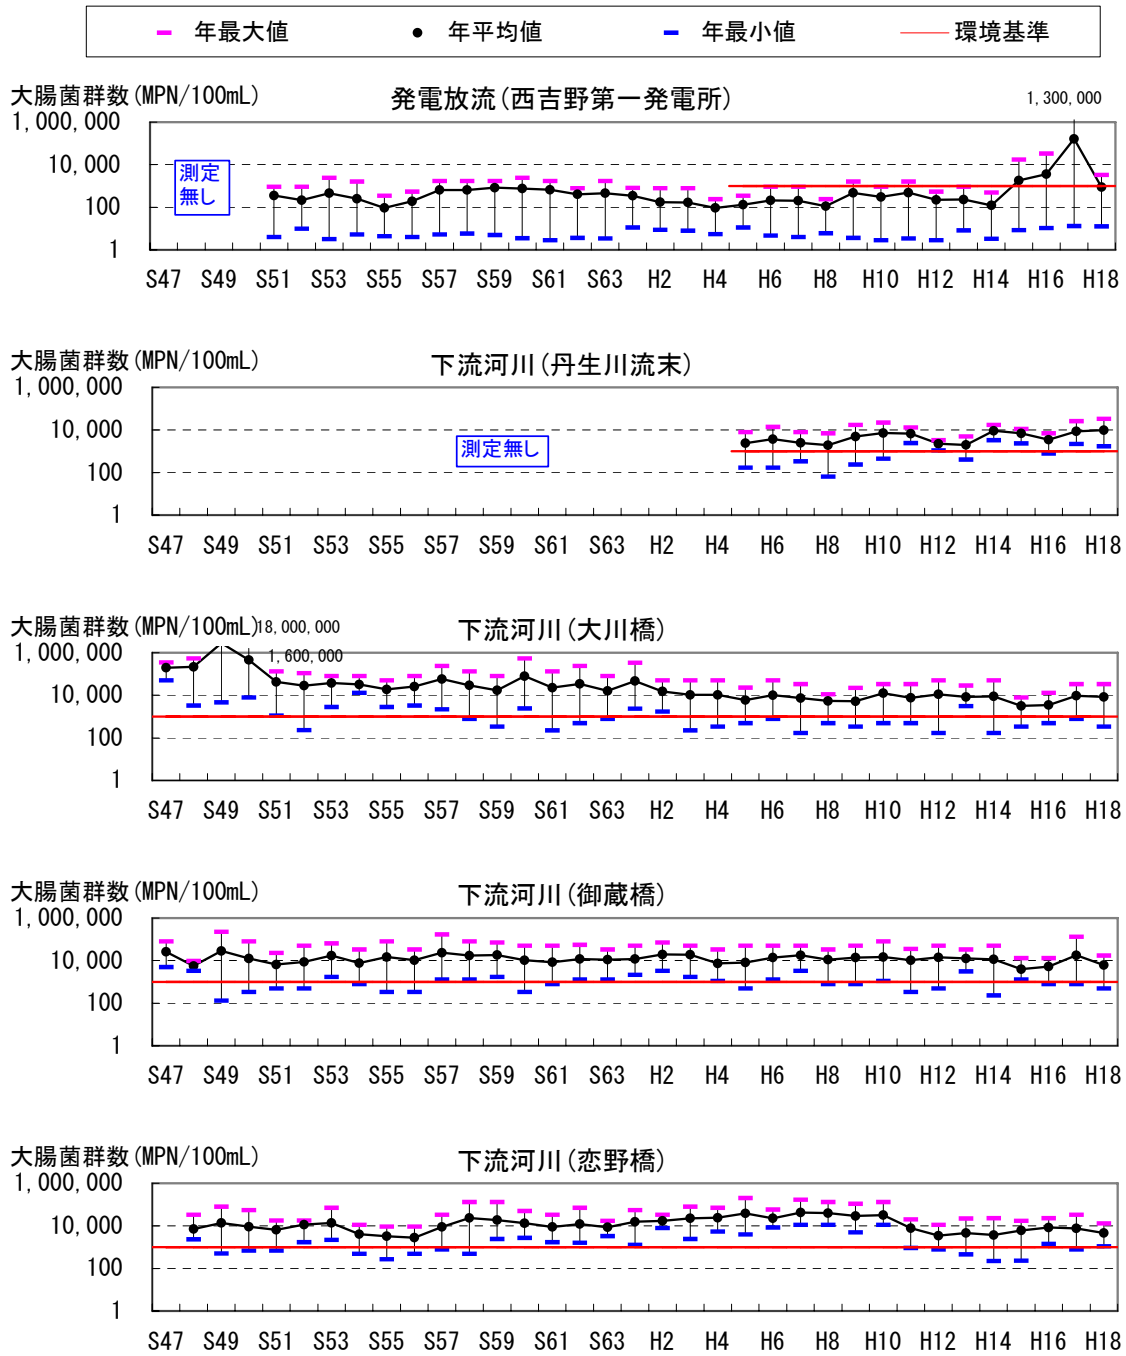 年最大値 年平均値 年最小値 環境基準
大腸菌群数(MPN/100mL) 発電放流(西吉野第一発電所) 1,300,000
1,000,000
10,000
100
1
測定
無し
S47 S49 S51 S53 S55 S57 S59 S61 S63 H2 H4 H6 H8 H10 H12 H14 H16 H18
大腸菌群数(MPN/100mL) 下流河川(丹生川流末)
1,000,000
10,000
100
1
測定無し
S47 S49 S51 S53 S55 S57 S59 S61 S63 H2 H4 H6 H8 H10 H12 H14 H16 H18
大腸菌群数(MPN/100mL) 18,000,000 下流河川(大川橋)
1,000,000 1,600,000
10,000
100
1
S47 S49 S51 S53 S55 S57 S59 S61 S63 H2 H4 H6 H8 H10 H12 H14 H16 H18
大腸菌群数(MPN/100mL) 下流河川(御蔵橋)
1,000,000
10,000
100
1
S47 S49 S51 S53 S55 S57 S59 S61 S63 H2 H4 H6 H8 H10 H12 H14 H16 H18
大腸菌群数(MPN/100mL) 下流河川(恋野橋)
1,000,000
10,000
100
1
S47 S49 S51 S53 S55 S57 S59 S61 S63 H2 H4 H6 H8 H10 H12 H14 H16 H18